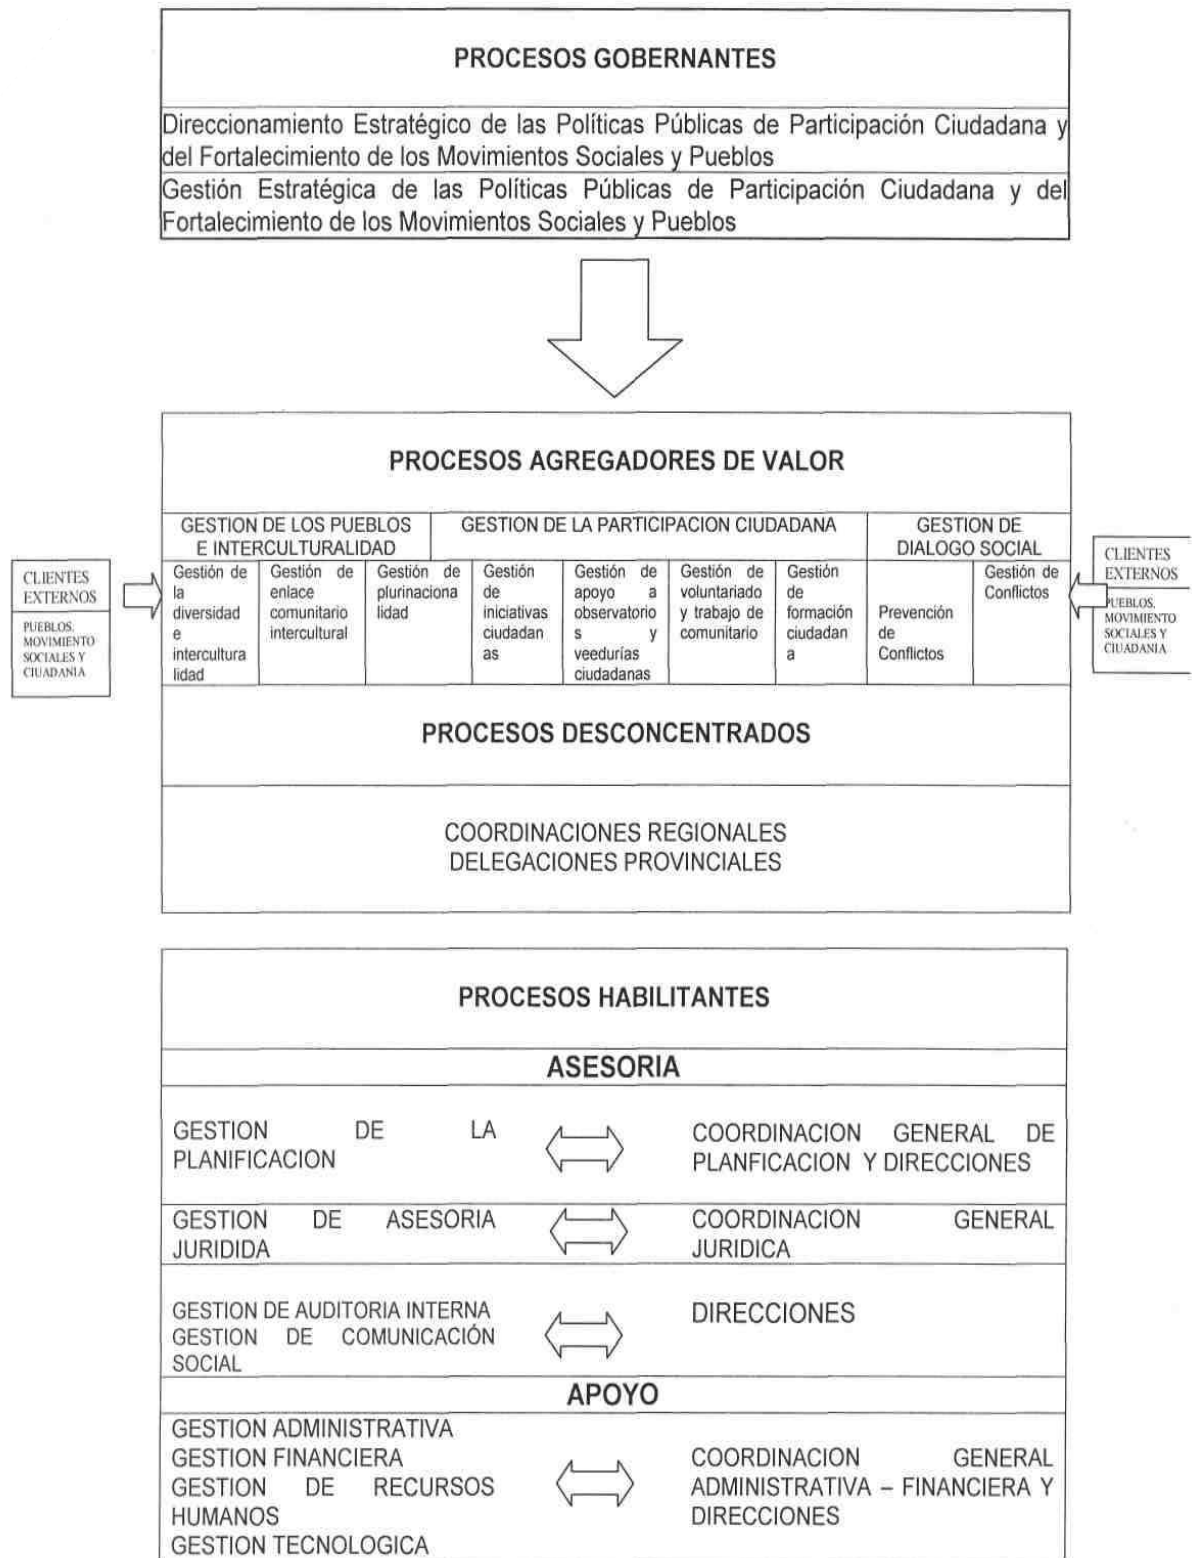 PROCESOS GOBERNANTES
Direccionamiento Estratégico de las Políticas Públicas de Participación Ciudadana y
del Fortalecimiento de los Movimientos Sociales y Pueblos
Gestión Estratégica de las Políticas Públicas de Participación Ciudadana y del
Fortalecimiento de los Movimientos Sociales y Pueblos
PROCESOS AGREGADORES DE VALOR
GESTION DE LOS PUEBLOS
E INTERCULTURALIDAD
GESTION DE LA PARTICIPACION CIUDADANA
GESTION DE
DIALOGO SOCIAL
CLIENTES
EXTERNOS
PUEBLOS,
MOVIMIENTO
SOCIALES Y
CIUDADANIA
Gestión de
la
diversidad
e
intercultura
lidad
Gestión de
enlace
comunitario
intercultural
Gestión de
plurinaciona
lidad
Gestión
de
iniciativas
ciudadan
as
Gestión de
apoyo a
observatorio
s y
veedurías
ciudadanas
Gestión de
voluntariado
y trabajo de
comunitario
Gestión
de
formación
ciudadan
a
Prevención
de
Conflictos
Gestión de
Conflictos
CLIENTES
EXTERNOS
PUEBLOS,
MOVIMIENTO
SOCIALES Y
CIUDADANIA
PROCESOS DESCONCENTRADOS
COORDINACIONES REGIONALES
DELEGACIONES PROVINCIALES
PROCESOS HABILITANTES
ASESORIA
GESTION DE LA
PLANIFICACION
COORDINACION GENERAL DE
PLANFICACION Y DIRECCIONES
GESTION DE ASESORIA
JURIDIDA
COORDINACION GENERAL
JURIDICA
GESTION DE AUDITORIA INTERNA
GESTION DE COMUNICACIÓN
SOCIAL
DIRECCIONES
APOYO
GESTION ADMINISTRATIVA
GESTION FINANCIERA
GESTION DE RECURSOS
HUMANOS
GESTION TECNOLOGICA
COORDINACION GENERAL
ADMINISTRATIVA – FINANCIERA Y
DIRECCIONES